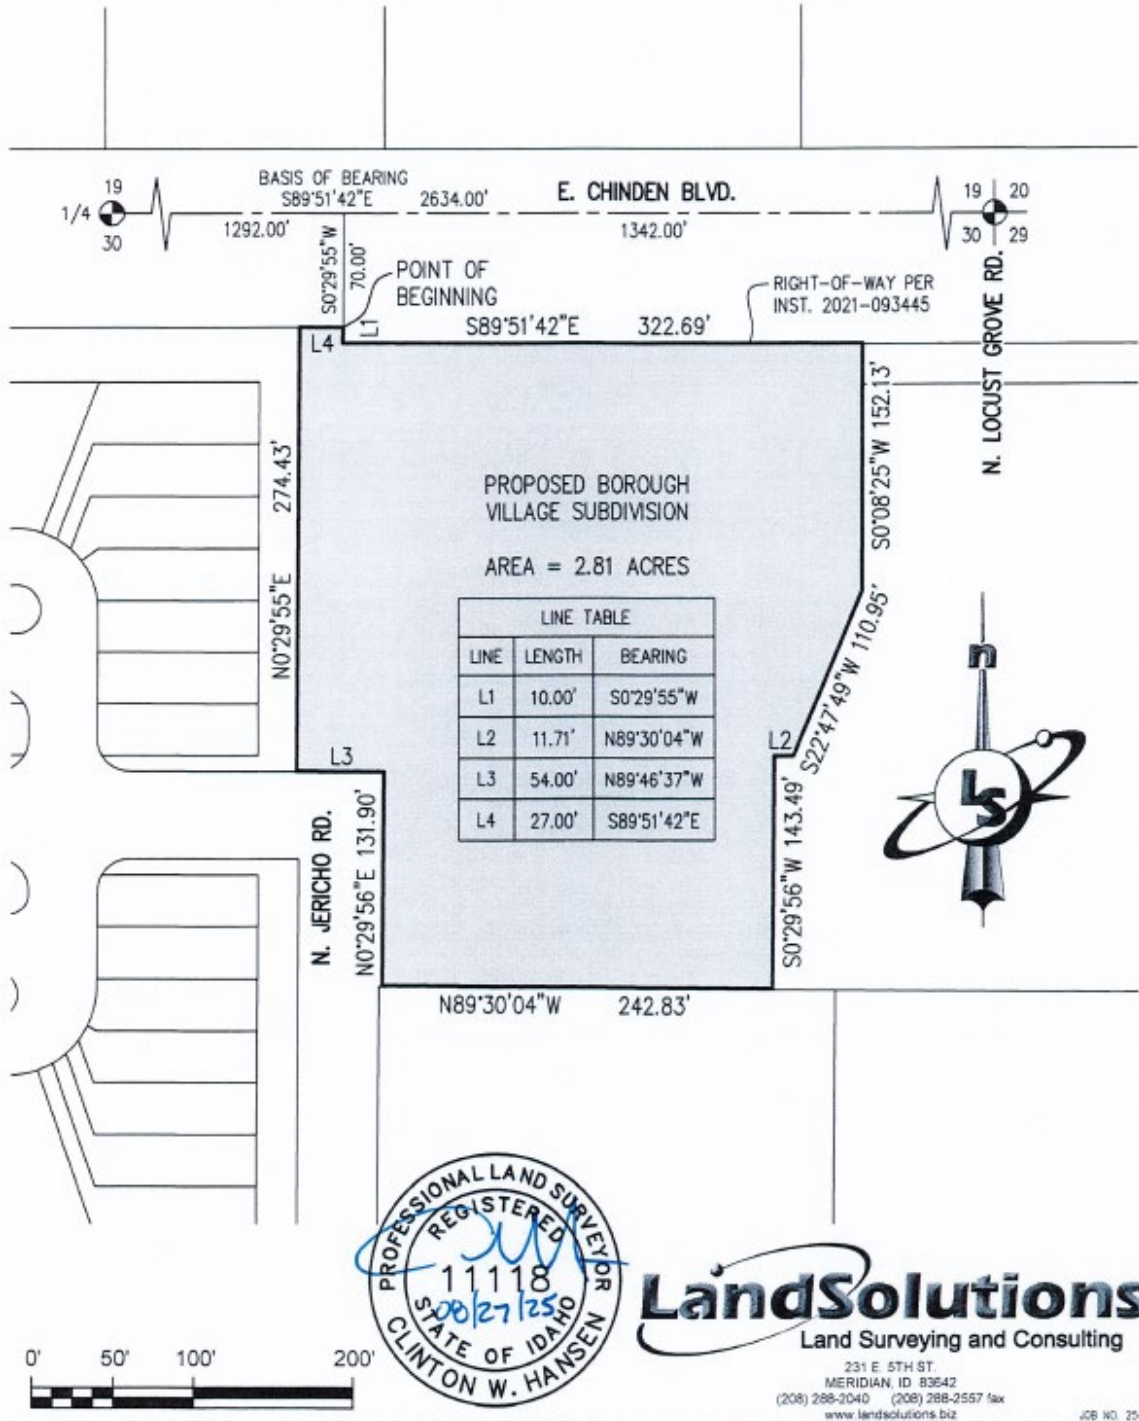 19
1/4
30
BASIS OF BEARING
S89°51'42"E 2634.00'
1292.00'
E. CHINDEN BLVD.
1342.00'
19 20
30 29
S0°29'55"W
70.00'
POINT OF
BEGINNING
RIGHT-OF-WAY PER
INST. 2021-093445
N. LOCUST GROVE RD.
L1
L4
S89°51'42"E 322.69'
S0°08'25"W 152.13'
N0°29'55"E 274.43'
PROPOSED BOROUGH
VILLAGE SUBDIVISION
AREA = 2.81 ACRES
LINE TABLE
LINE LENGTH BEARING
L1 10.00' S0°29'55"W
L2 11.71' N89°30'04"W
L3 54.00' N89°46'37"W
L4 27.00' S89°51'42"E
S22°47'49"W 110.95'
n
LS
L2
L3
N. JERICHO RD.
N0°29'56"E 131.90'
S0°29'56"W 143.49'
N89°30'04"W 242.83'
PROFESSIONAL LAND SURVEYOR
REGISTERED
11118
08/27/25
STATE OF IDAHO
CLINTON W. HANSEN
LandSolutions
Land Surveying and Consulting
231 E. 5TH ST.
MERIDIAN, ID 83642
(208) 288-2040 (208) 288-2557 fax
www.landsolutions.biz
0' 50' 100' 200'
JOB NO. 25